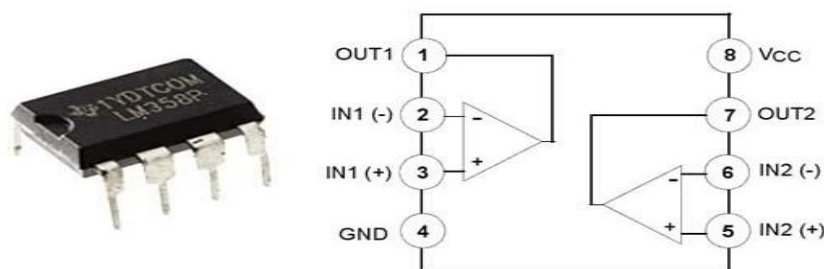 1YDTCOM
LM358P
OUT1 1
IN1 (-) 2 -
IN1 (+) 3 +
GND 4
8 VCC
7 OUT2
- 6 IN2 (-)
+ 5 IN2 (+)